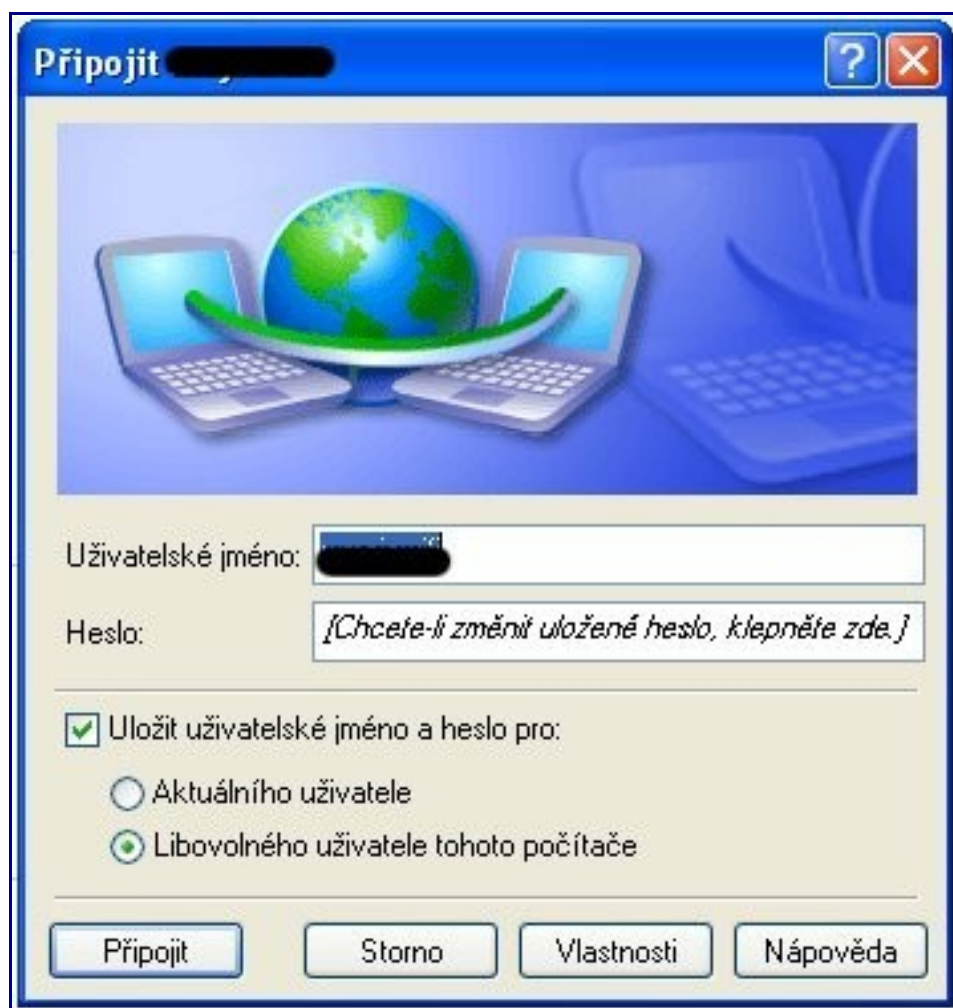 Připojit
Uživatelské jméno:
Heslo: [Chcete-li změnit uložené heslo, klepněte zde.]
Uložit uživatelské jméno a heslo pro:
Aktuálního uživatele
Libovolného uživatele tohoto počítače
Připojit Storno Vlastnosti Nápověda